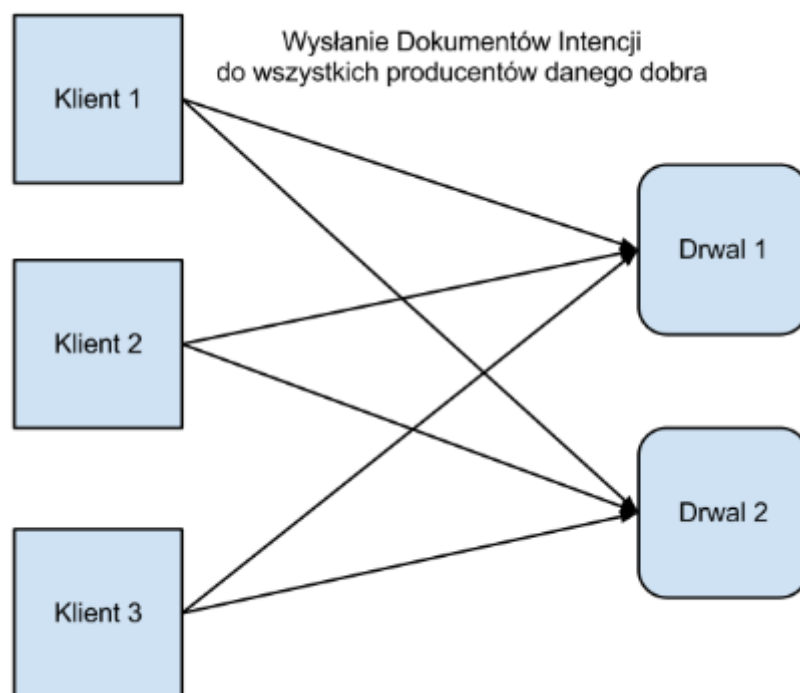 Wysłanie Dokumentów Intencji
do wszystkich producentów danego dobra
Klient 1
Drwal 1
Klient 2
Drwal 2
Klient 3